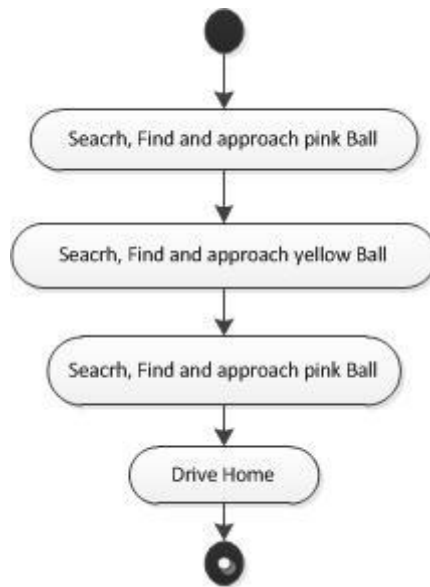 Seacrh, Find and approach pink Ball
Seacrh, Find and approach yellow Ball
Seacrh, Find and approach pink Ball
Drive Home